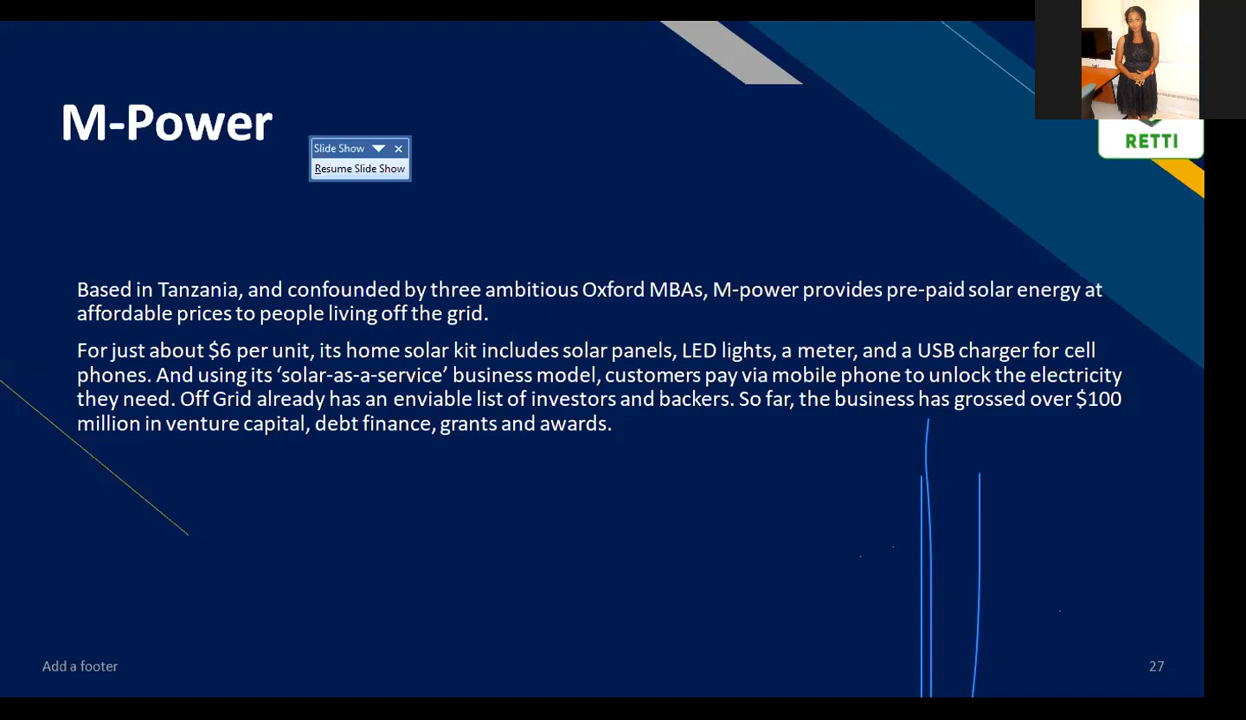 M-Power
Slide Show
Resume Slide Show
RETTI
Based in Tanzania, and confounded by three ambitious Oxford MBAs, M-power provides pre-paid solar energy at
affordable prices to people living off the grid.
For just about $6 per unit, its home solar kit includes solar panels, LED lights, a meter, and a USB charger for cell
phones. And using its ‘solar-as-a-service’ business model, customers pay via mobile phone to unlock the electricity
they need. Off Grid already has an enviable list of investors and backers. So far, the business has grossed over $100
million in venture capital, debt finance, grants and awards.
Add a footer
27